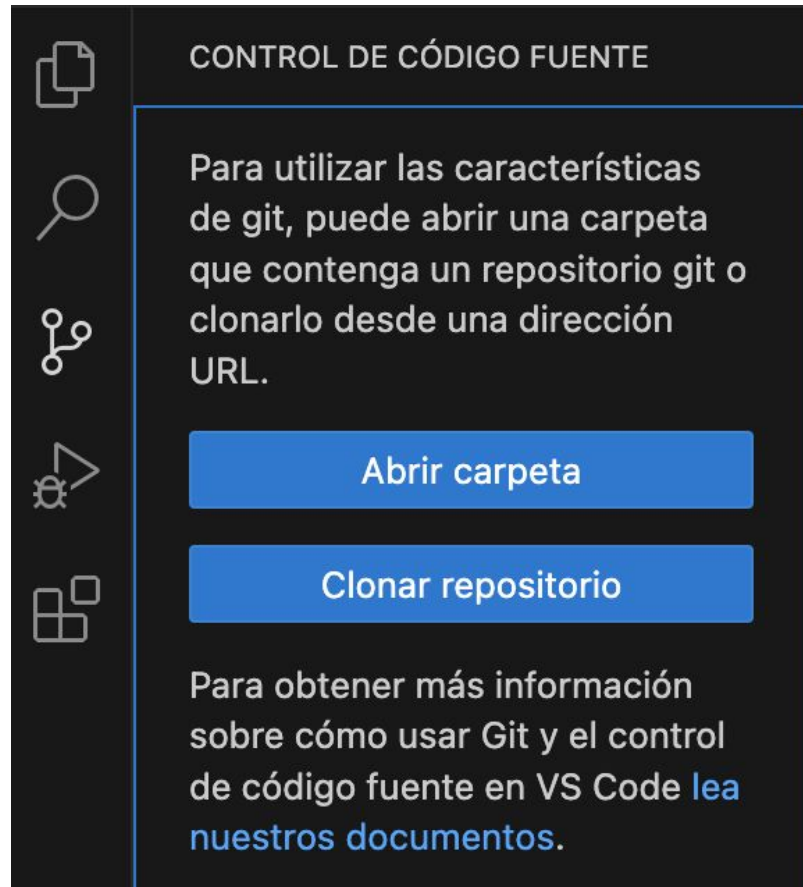 CONTROL DE CÓDIGO FUENTE
Para utilizar las características
de git, puede abrir una carpeta
que contenga un repositorio git o
clonarlo desde una dirección
URL.
Abrir carpeta
Clonar repositorio
Para obtener más información
sobre cómo usar Git y el control
de código fuente en VS Code lea
nuestros documentos.